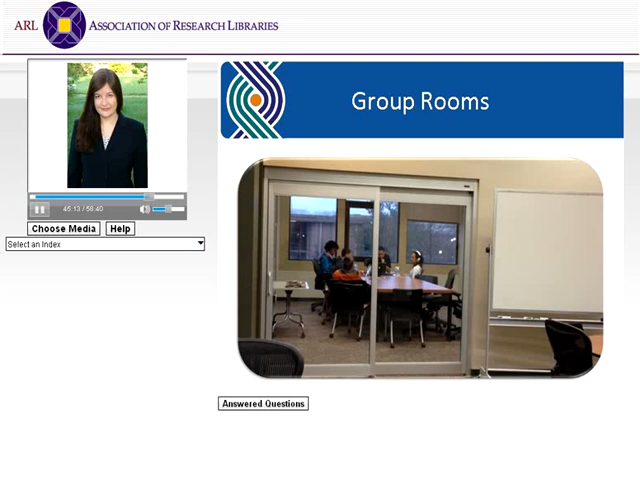 ARL ASSOCIATION OF RESEARCH LIBRARIES
Group Rooms
45:13 / 58:40
Choose Media Help
Select an Index
Answered Questions